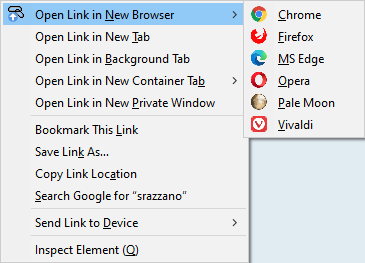 Open Link in New Browser
Open Link in New Tab
Open Link in Background Tab
Open Link in New Container Tab
Open Link in New Private Window
Bookmark This Link
Save Link As...
Copy Link Location
Search Google for “srazzano”
Send Link to Device
Inspect Element (Q)
Chrome
Firefox
MS Edge
Opera
Pale Moon
Vivaldi